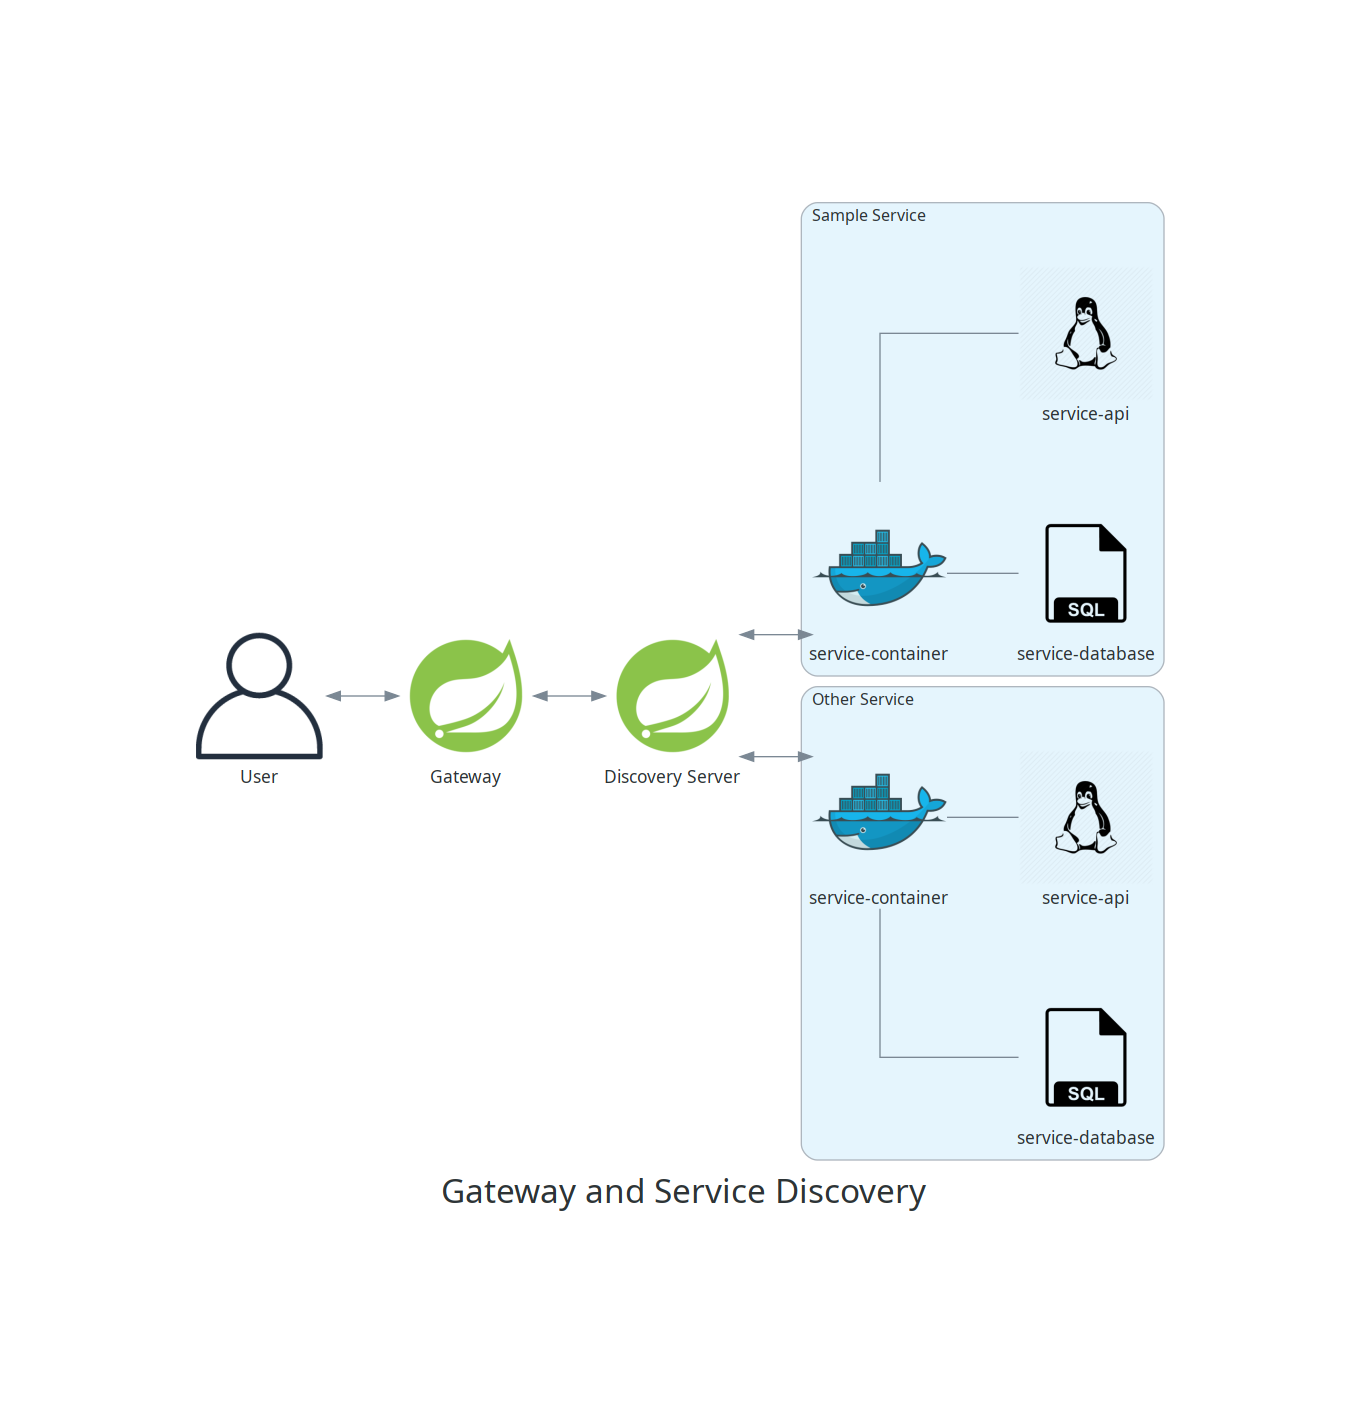 Sample Service
service-api
SQL
service-container
service-database
Other Service
User
Gateway
Discovery Server
service-container
service-api
SQL
service-database
Gateway and Service Discovery